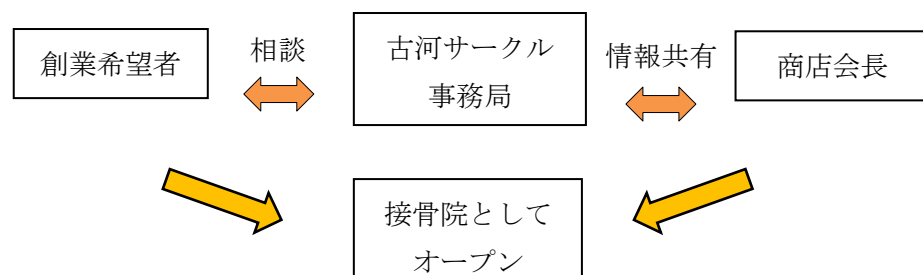 創業希望者
相談
古河サークル
事務局
情報共有
商店会長
接骨院として
オープン